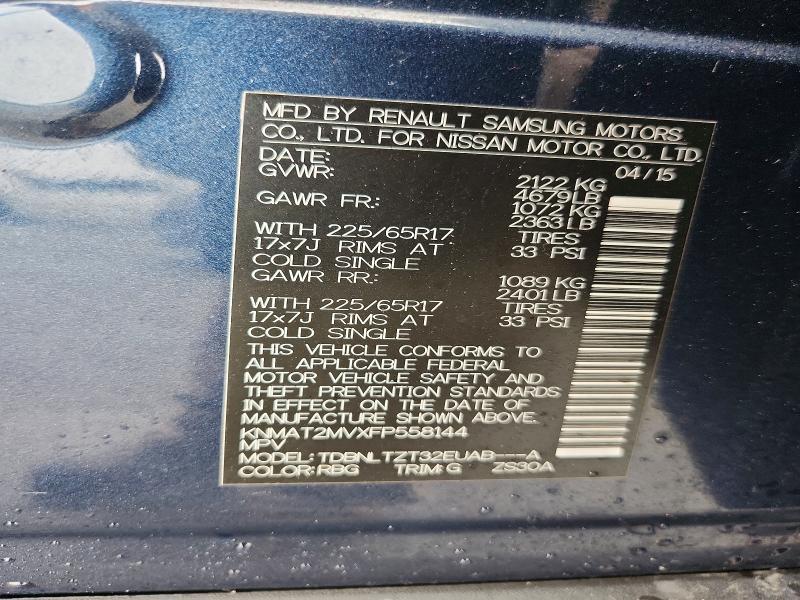 MFD BY RENAULT SAMSUNG MOTORS
CO., LTD. FOR NISSAN MOTOR CO., LTD.
DATE: 04/15
GVWR: 2122 KG
4679 LB
GAWR FR.: 1072 KG
2363 LB
WITH 225/65R17 TIRES
17x7J RIMS AT 33 PSI
COLD SINGLE
GAWR RR.: 1089 KG
2401 LB
WITH 225/65R17 TIRES
17x7J RIMS AT 33 PSI
COLD SINGLE
THIS VEHICLE CONFORMS TO
ALL APPLICABLE FEDERAL
MOTOR VEHICLE SAFETY AND
THEFT PREVENTION STANDARDS
IN EFFECT ON THE DATE OF
MANUFACTURE SHOWN ABOVE.
KNMAT2MVXFP558144
MPV
MODEL: TDBNLTZT32EUAB---A
COLOR: RBG TRIM: G ZS30A